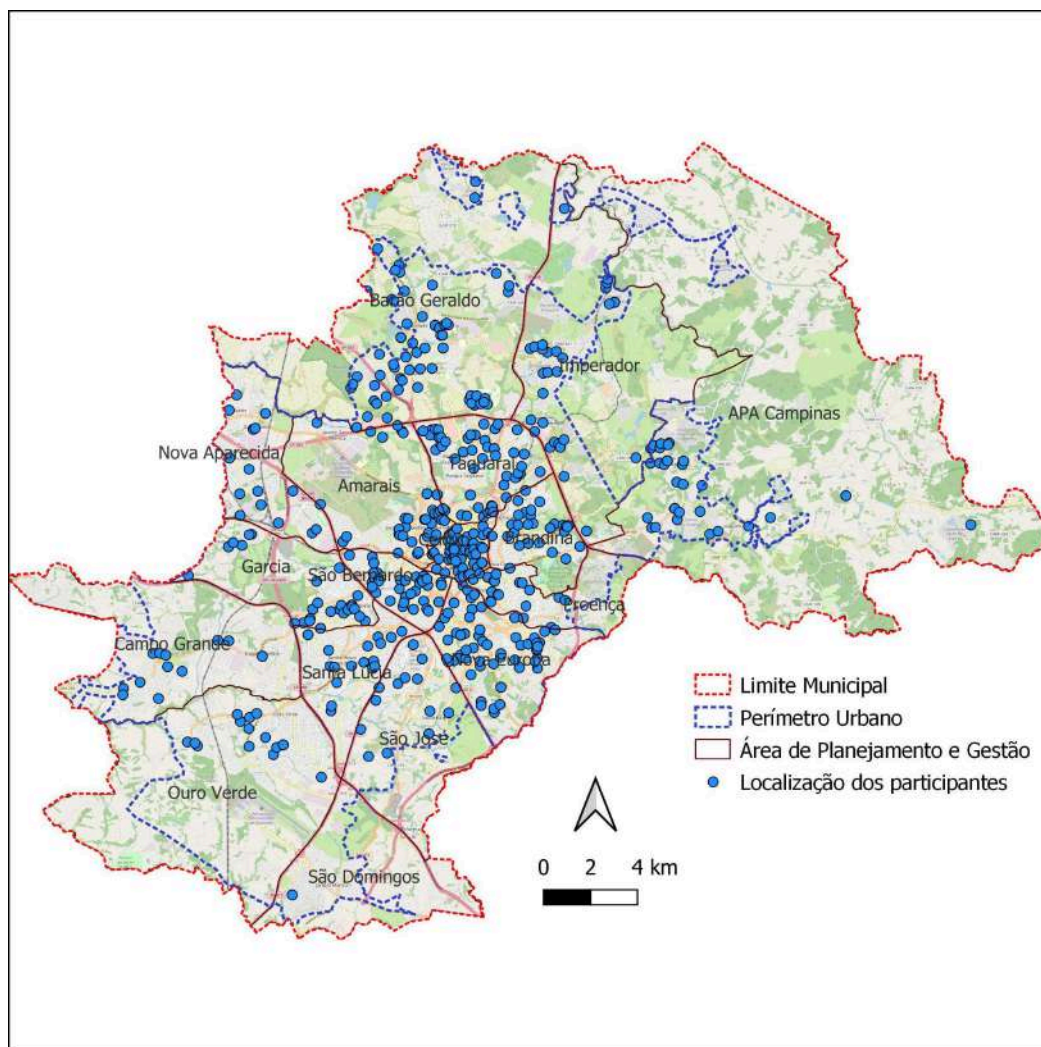 Barão Geraldo
Imperador
APA Campinas
Nova Aparecida
Taquaral
Amarais
Centro
Brandina
Garcia
São Bernardo
Proença
Campo Grande
Santa Lúcia
Nova Europa
São José
Ouro Verde
São Domingos
Limite Municipal
Perímetro Urbano
Área de Planejamento e Gestão
Localização dos participantes
0 2 4 km